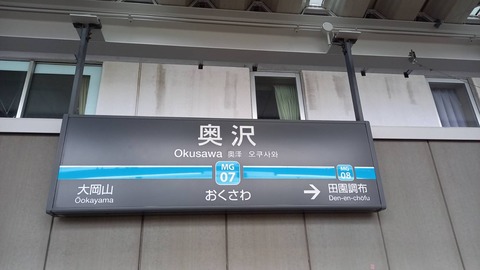 奥沢
Okusawa 奥泽 오쿠사와
MG
07
おくさわ
大岡山
Ōokayama
MG
08
→ 田園調布
Den-en-chōfu